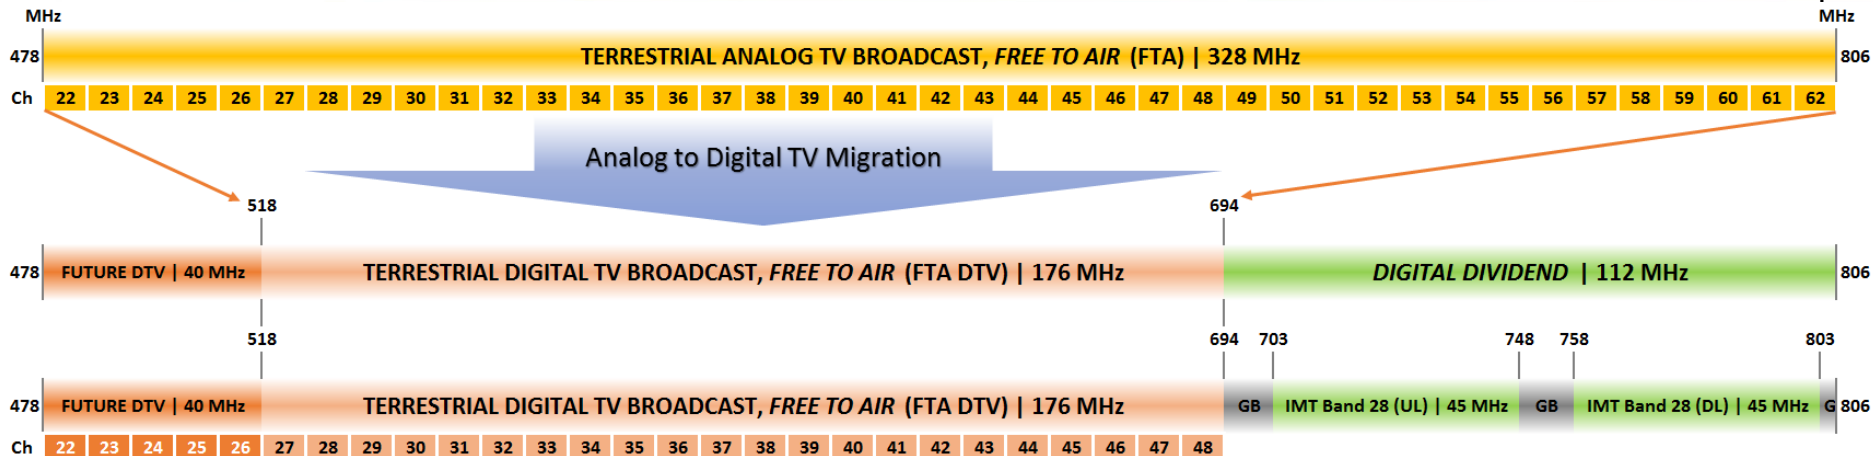 MHz MHz
478 TERRESTRIAL ANALOG TV BROADCAST, FREE TO AIR (FTA) | 328 MHz 806
Ch 22 23 24 25 26 27 28 29 30 31 32 33 34 35 36 37 38 39 40 41 42 43 44 45 46 47 48 49 50 51 52 53 54 55 56 57 58 59 60 61 62
Analog to Digital TV Migration
518 694
478 FUTURE DTV | 40 MHz TERRESTRIAL DIGITAL TV BROADCAST, FREE TO AIR (FTA DTV) | 176 MHz DIGITAL DIVIDEND | 112 MHz 806
518 694 703 748 758 803
478 FUTURE DTV | 40 MHz TERRESTRIAL DIGITAL TV BROADCAST, FREE TO AIR (FTA DTV) | 176 MHz GB IMT Band 28 (UL) | 45 MHz GB IMT Band 28 (DL) | 45 MHz G 806
Ch 22 23 24 25 26 27 28 29 30 31 32 33 34 35 36 37 38 39 40 41 42 43 44 45 46 47 48